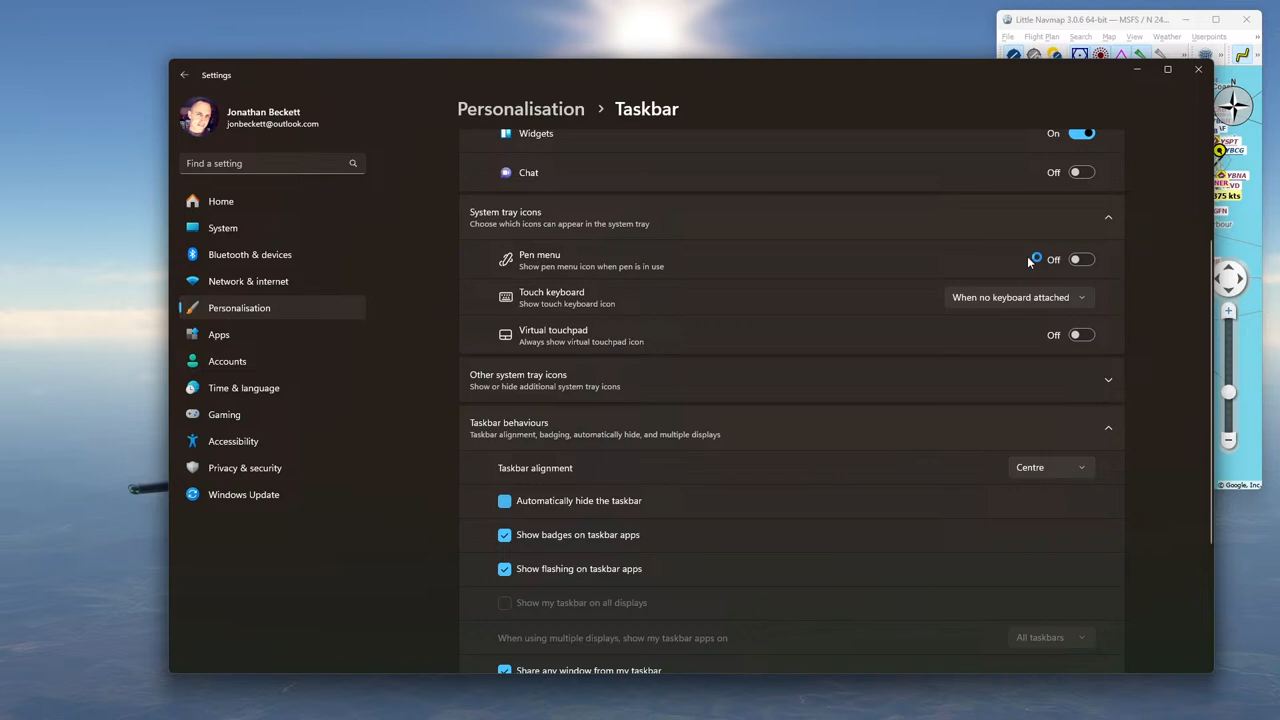 Little Navmap 3.0.6 64-bit — MSFS / N 24...
File Flight Plan Search Map View Weather Userpoints
Settings
Jonathan Beckett
jonbeckett@outlook.com
Find a setting
Home
System
Bluetooth & devices
Network & internet
Personalisation
Apps
Accounts
Time & language
Gaming
Accessibility
Privacy & security
Windows Update
Personalisation > Taskbar
Widgets On
Chat Off
System tray icons
Choose which icons can appear in the system tray
Pen menu
Show pen menu icon when pen is in use
Off
Touch keyboard
Show touch keyboard icon
When no keyboard attached
Virtual touchpad
Always show virtual touchpad icon
Off
Other system tray icons
Show or hide additional system tray icons
Taskbar behaviours
Taskbar alignment, badging, automatically hide, and multiple displays
Taskbar alignment Centre
Automatically hide the taskbar
Show badges on taskbar apps
Show flashing on taskbar apps
Show my taskbar on all displays
When using multiple displays, show my taskbar apps on All taskbars
Share any window from my taskbar
N
YSPT
YBCG
YBNA
375 kts
© Google, Inc